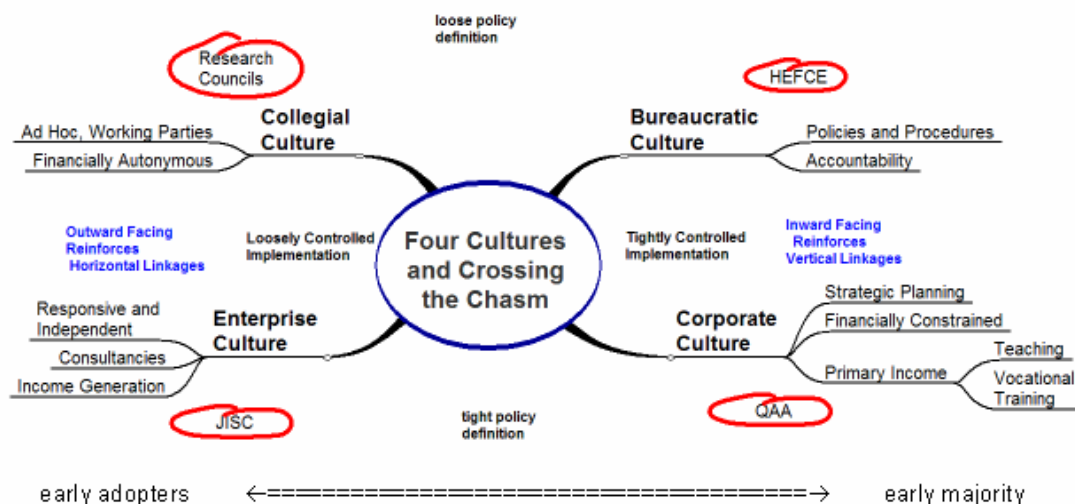 loose policy
definition
Research
Councils
HEFCE
Collegial
Culture
Ad Hoc, Working Parties
Financially Autonymous
Bureaucratic
Culture
Policies and Procedures
Accountability
Outward Facing
Reinforces
Horizontal Linkages
Loosely Controlled
Implementation
Four Cultures
and Crossing
the Chasm
Tightly Controlled
Implementation
Inward Facing
Reinforces
Vertical Linkages
Enterprise
Culture
Responsive and
Independent
Consultancies
Income Generation
Corporate
Culture
Strategic Planning
Financially Constrained
Primary Income
Teaching
Vocational
Training
JISC
tight policy
definition
QAA
early adopters ←=======================→ early majority